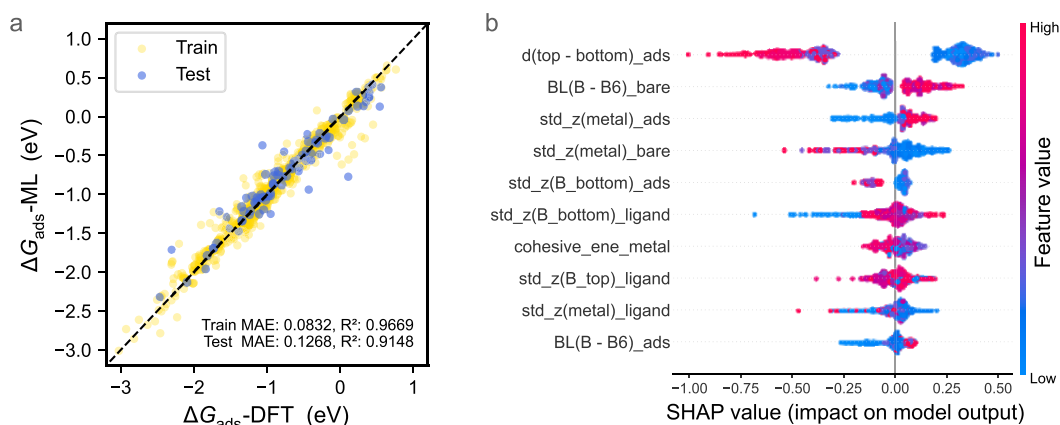 a
Train
Test
1.0
0.5
0.0
−0.5
−1.0
−1.5
−2.0
−2.5
−3.0
ΔG_ads-ML (eV)
Train MAE: 0.0832, R²: 0.9669
Test MAE: 0.1268, R²: 0.9148
−3 −2 −1 0 1
ΔG_ads-DFT (eV)
b
d(top - bottom)_ads
BL(B - B6)_bare
std_z(metal)_ads
std_z(metal)_bare
std_z(B_bottom)_ads
std_z(B_bottom)_ligand
cohesive_ene_metal
std_z(B_top)_ligand
std_z(metal)_ligand
BL(B - B6)_ads
−1.00 −0.75 −0.50 −0.25 0.00 0.25 0.50
SHAP value (impact on model output)
High
Feature value
Low